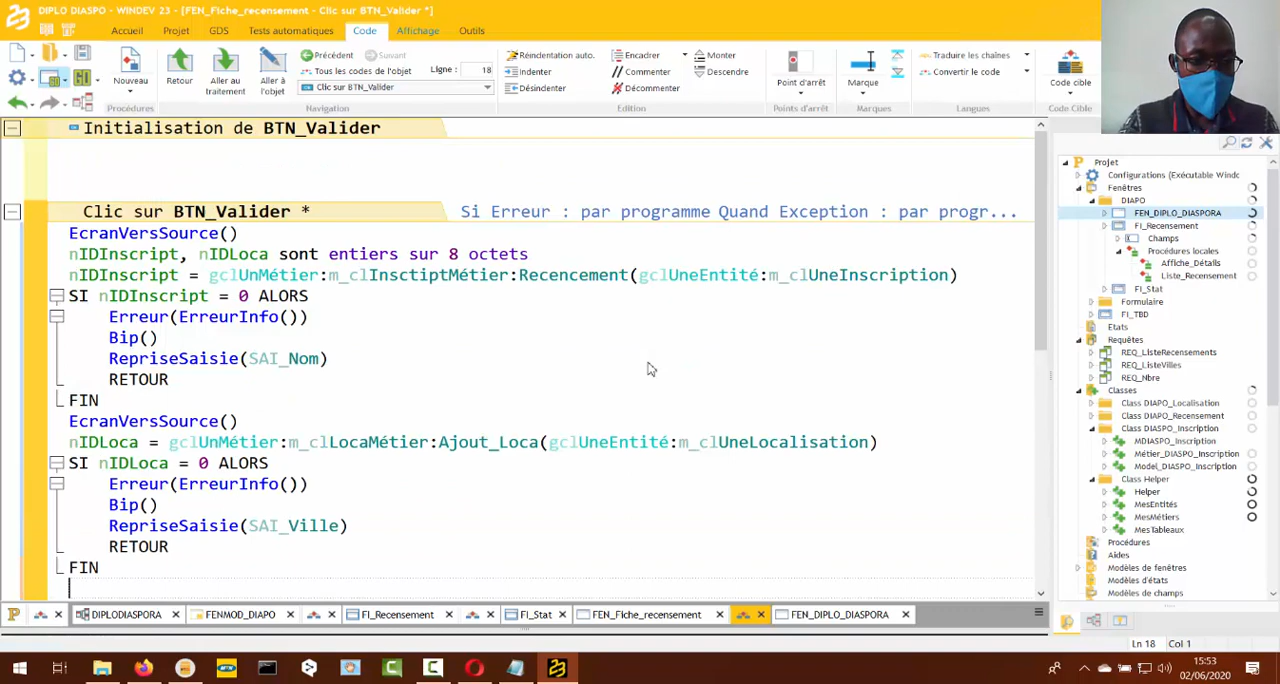 DIPLO DIASPO - WINDEV 23 - [FEN_Fiche_recensement - Clic sur BTN_Valider *]
Accueil Projet GDS Tests automatiques Code Affichage Outils
Précédent Suivant
Tous les codes de l'objet
Ligne : 18
Clic sur BTN_Valider
Nouveau
Retour
Aller au traitement
Aller à l'objet
Procédures
Navigation
Réindentation auto.
Indenter
Désindenter
Encadrer
Commenter
Décommenter
Monter
Descendre
Edition
Point d'arrêt
Points d'arrêt
Marque
Marques
Traduire les chaînes
Convertir le code
Langues
Code cible
Code Cible
Initialisation de BTN_Valider
Clic sur BTN_Valider * Si Erreur : par programme Quand Exception : par progr...
EcranVersSource()
nIDInscript, nIDLoca sont entiers sur 8 octets
nIDInscript = gclUnMétier:m_clInsctiptMétier:Recencement(gclUneEntité:m_clUneInscription)
SI nIDInscript = 0 ALORS
Erreur(ErreurInfo())
Bip()
RepriseSaisie(SAI_Nom)
RETOUR
FIN
EcranVersSource()
nIDLoca = gclUnMétier:m_clLocaMétier:Ajout_Loca(gclUneEntité:m_clUneLocalisation)
SI nIDLoca = 0 ALORS
Erreur(ErreurInfo())
Bip()
RepriseSaisie(SAI_Ville)
RETOUR
FIN
Projet
Configurations (Exécutable Windo
Fenêtres
DIAPO
FEN_DIPLO_DIASPORA
FI_Recensement
Champs
Procédures locales
Affiche_Détails
Liste_Recensement
FI_Stat
Formulaire
FI_TBD
Etats
Requêtes
REQ_ListeRecensements
REQ_ListeVilles
REQ_Nbre
Classes
Class DIAPO_Localisation
Class DIAPO_Recensement
Class DIASPO_Inscription
MDIASPO_Inscription
Métier_DIASPO_Inscription
Model_DIASPO_Inscription
Class Helper
Helper
MesEntités
MesMétiers
MesTableaux
Procédures
Aides
Modèles de fenêtres
Modèles d'états
Modèles de champs
DIPLODIASPORA FENMOD_DIAPO FI_Recensement FI_Stat FEN_Fiche_recensement FEN_DIPLO_DIASPORA
Ln 18 Col 1
15:53
02/06/2020